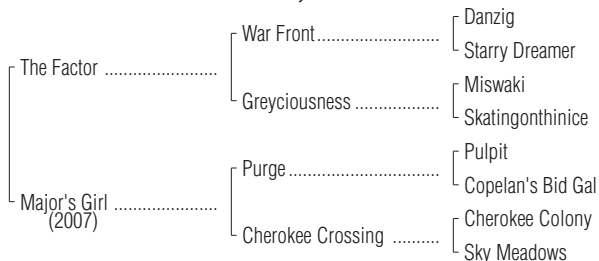 Danzig
War Front..................................
Starry Dreamer
The Factor ..............................
Miswaki
Greyciousness .......................
Skatingonthinice
Pulpit
Purge.........................................
Copelan's Bid Gal
Major's Girl ............................
(2007)
Cherokee Colony
Cherokee Crossing ............
Sky Meadows